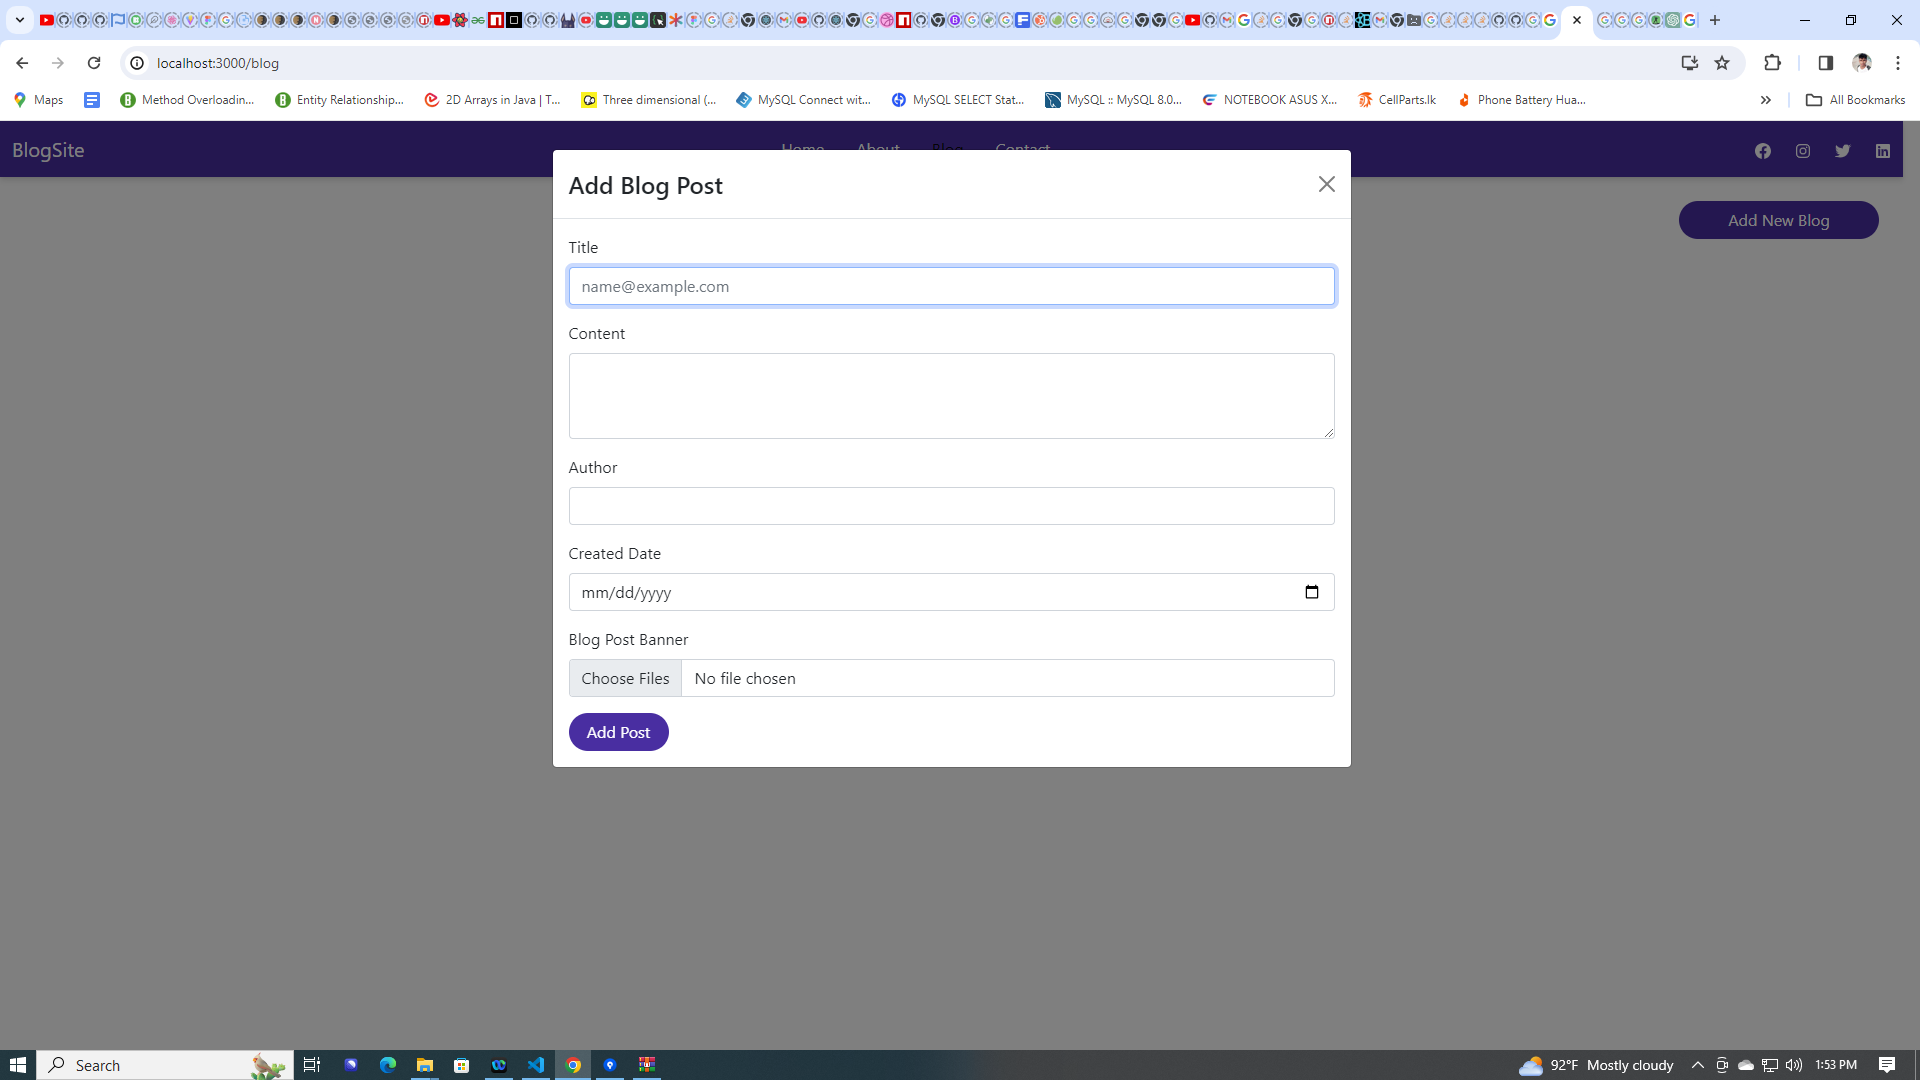 localhost:3000/blog
Maps
Method Overloadin...
Entity Relationship...
2D Arrays in Java | T...
Three dimensional (...
MySQL Connect wit...
MySQL SELECT Stat...
MySQL :: MySQL 8.0...
NOTEBOOK ASUS X...
CellParts.lk
Phone Battery Hua...
All Bookmarks
BlogSite
Home
About
Blog
Contact
Add New Blog
Add Blog Post
Title
name@example.com
Content
Author
Created Date
mm/dd/yyyy
Blog Post Banner
Choose Files
No file chosen
Add Post
Search
92°F Mostly cloudy
1:53 PM